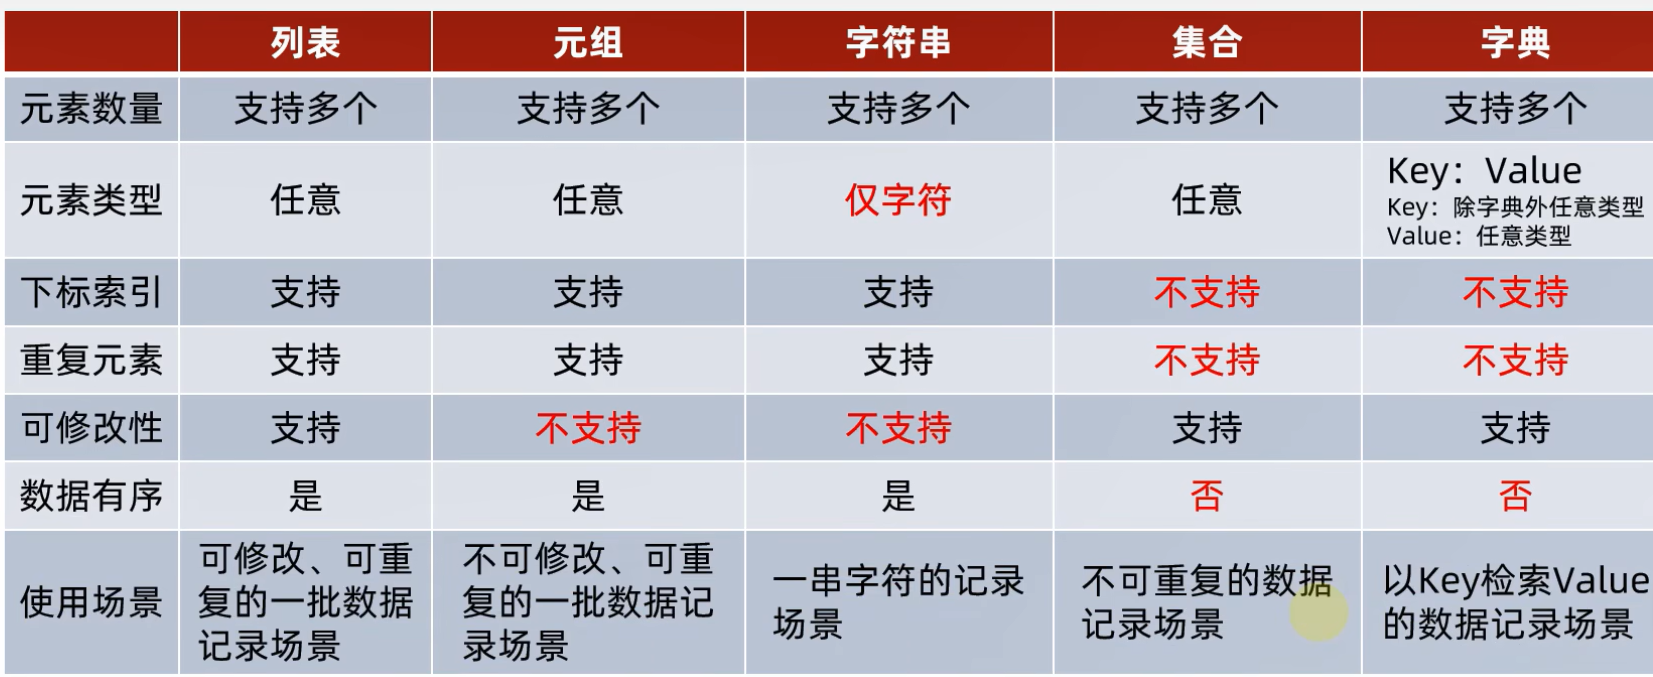 列表 元组 字符串 集合 字典
元素数量 支持多个 支持多个 支持多个 支持多个 支持多个
元素类型 任意 任意 仅字符 任意 Key：Value
Key：除字典外任意类型
Value：任意类型
下标索引 支持 支持 支持 不支持 不支持
重复元素 支持 支持 支持 不支持 不支持
可修改性 支持 不支持 不支持 支持 支持
数据有序 是 是 是 否 否
使用场景
可修改、可重
复的一批数据
记录场景
不可修改、可重
复的一批数据记
录场景
一串字符的记录
场景
不可重复的数据
记录场景
以Key检索Value
的数据记录场景